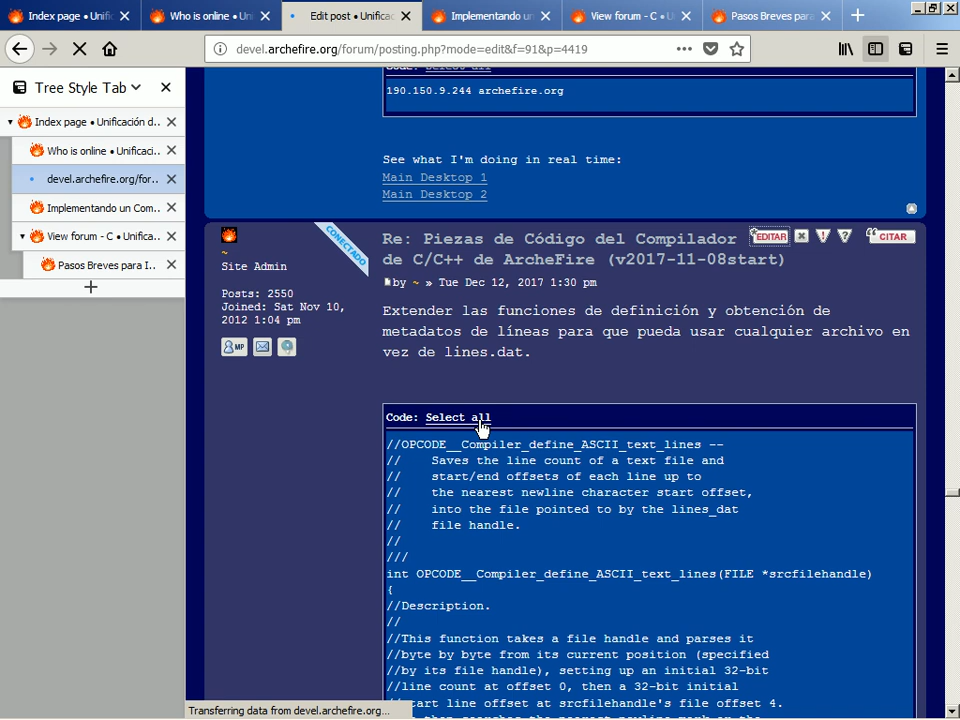 Index page • Unifi
Who is online • Uni
Edit post • Unificac
Implementando un
View forum - C • U
Pasos Breves para
devel.archefire.org/forum/posting.php?mode=edit&f=91&p=4419
Tree Style Tab
Index page • Unificación d..
Who is online • Unificaci..
devel.archefire.org/for..
Implementando un Com..
View forum - C • Unifica..
Pasos Breves para I..
Code: Select all
190.150.9.244 archefire.org
See what I'm doing in real time:
Main Desktop 1
Main Desktop 2
CONECTADO
~
Site Admin
Posts: 2550
Joined: Sat Nov 10,
2012 1:04 pm
MP
Re: Piezas de Código del Compilador
de C/C++ de ArcheFire (v2017-11-08start)
EDITAR
CITAR
by ~ » Tue Dec 12, 2017 1:30 pm
Extender las funciones de definición y obtención de
metadatos de líneas para que pueda usar cualquier archivo en
vez de lines.dat.
Code: Select all
//OPCODE__Compiler_define_ASCII_text_lines --
//    Saves the line count of a text file and
//    start/end offsets of each line up to
//    the nearest newline character start offset,
//    into the file pointed to by the lines_dat
//    file handle.
//
///
int OPCODE__Compiler_define_ASCII_text_lines(FILE *srcfilehandle)
{
//Description.
//
//This function takes a file handle and parses it
//byte by byte from its current position (specified
//by its file handle), setting up an initial 32-bit
//line count at offset 0, then a 32-bit initial
//start line offset at srcfilehandle's file offset 4.
Transferring data from devel.archefire.org...